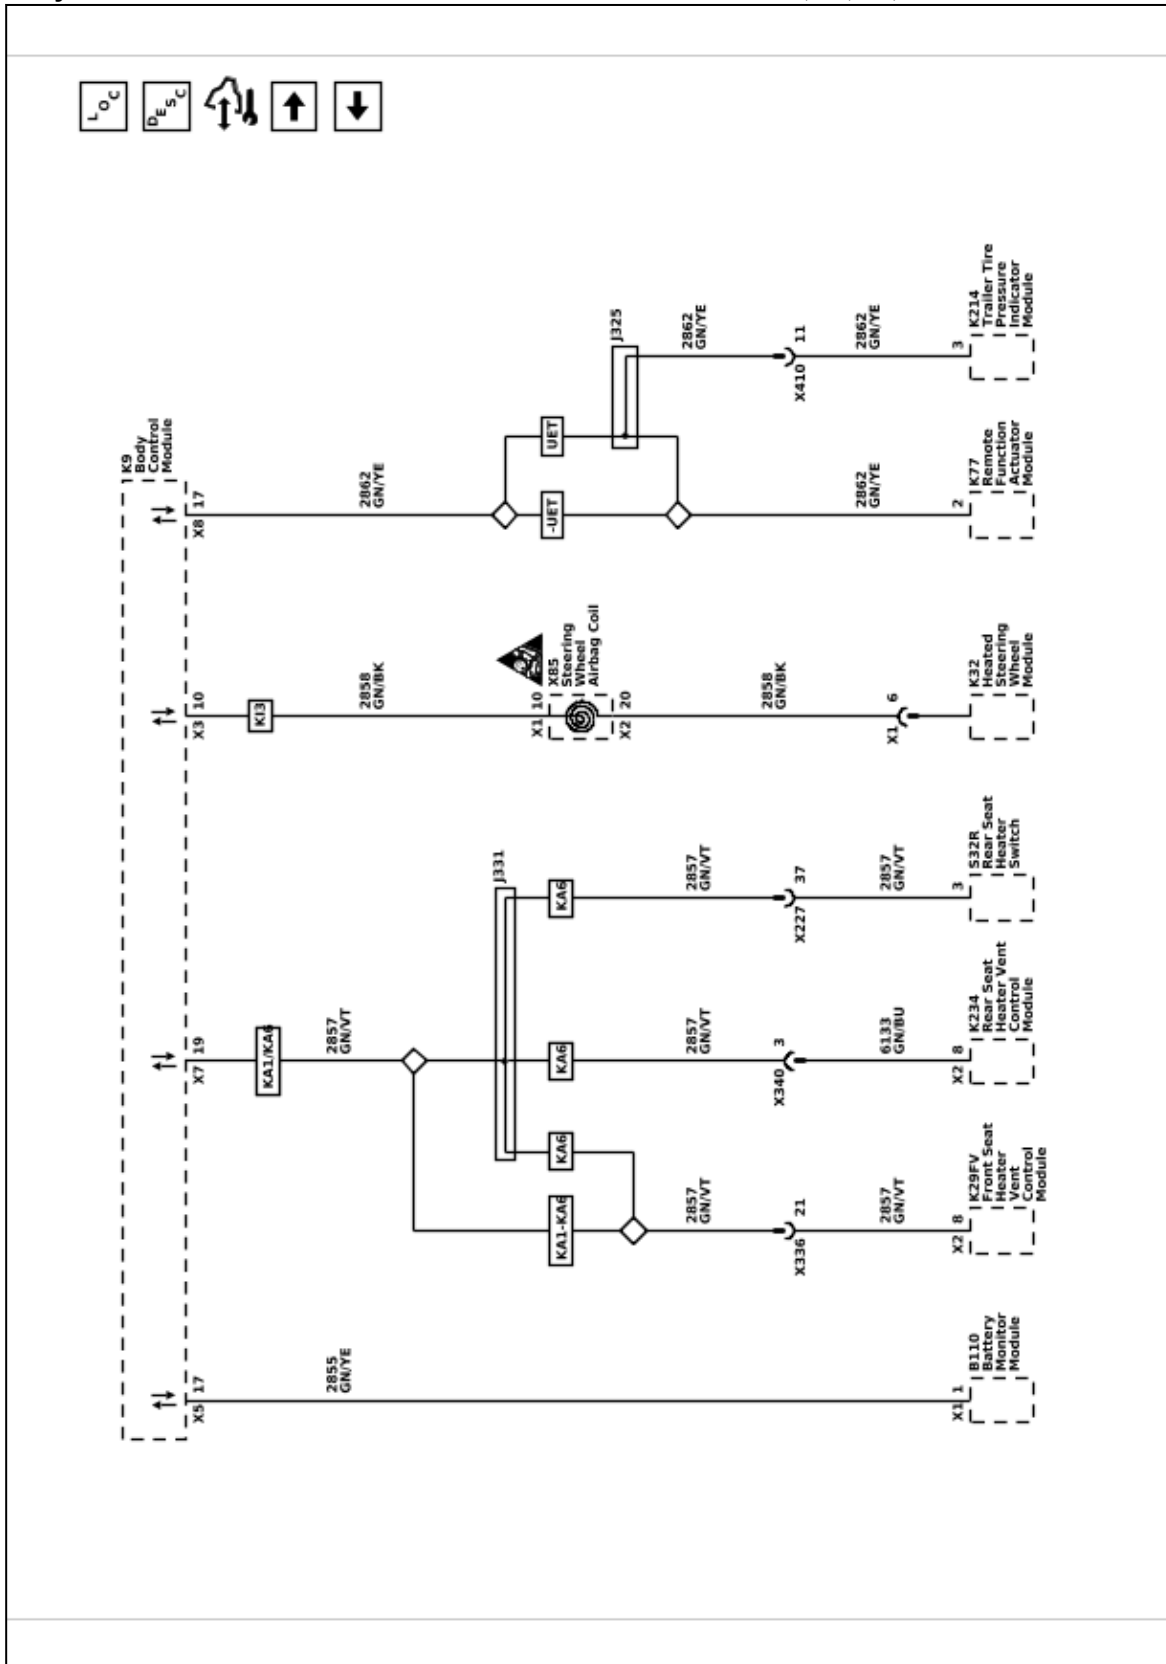 LOC
DESC
K9
Body
Control
Module
X5 17
2855
GN/YE
X1 1
B110
Battery
Monitor
Module
X7 19
KA1/KA6
2857
GN/VT
J331
KA1-KA6
KA6
2857
GN/VT
X336 21
2857
GN/VT
X2 8
K29FV
Front Seat
Heater
Vent
Control
Module
KA6
2857
GN/VT
X340 3
6133
GN/BU
X2 8
K234
Rear Seat
Heater Vent
Control
Module
KA6
2857
GN/VT
X227 37
2857
GN/VT
3
S32R
Rear Seat
Heater
Switch
X3 10
KI3
2858
GN/BK
X1 10
X85
Steering
Wheel
Airbag Coil
X2 20
2858
GN/BK
X1 6
K32
Heated
Steering
Wheel
Module
X8 17
2862
GN/YE
-UET
UET
J325
2862
GN/YE
2
K77
Remote
Function
Actuator
Module
2862
GN/YE
X410 11
2862
GN/YE
3
K214
Trailer Tire
Pressure
Indicator
Module